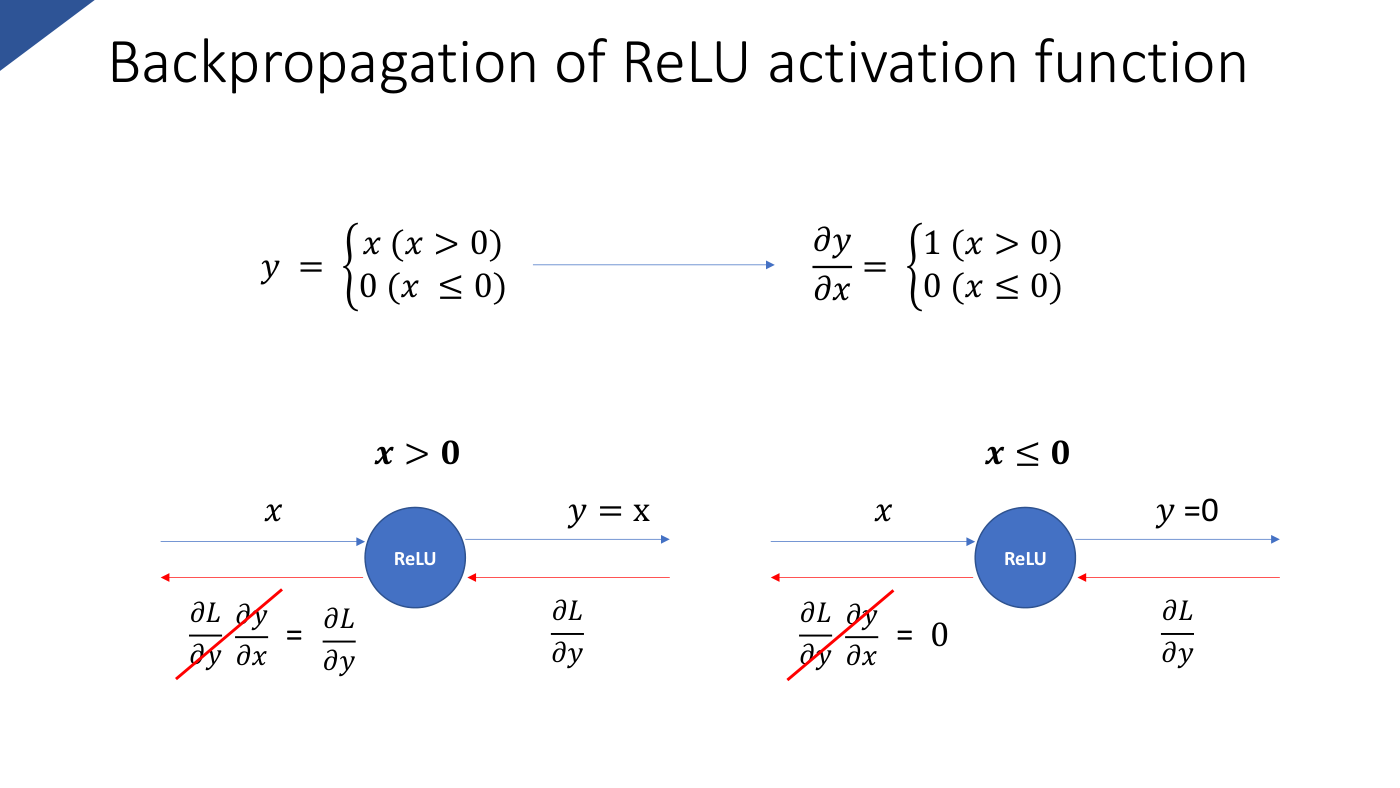 Backpropagation of ReLU activation function
y = { x (x > 0)
0 (x ≤ 0)
∂y/∂x = { 1 (x > 0)
0 (x ≤ 0)
x > 0
x
y = x
ReLU
∂L/∂y ∂y/∂x = ∂L/∂y
∂L/∂y
x ≤ 0
x
y =0
ReLU
∂L/∂y ∂y/∂x = 0
∂L/∂y